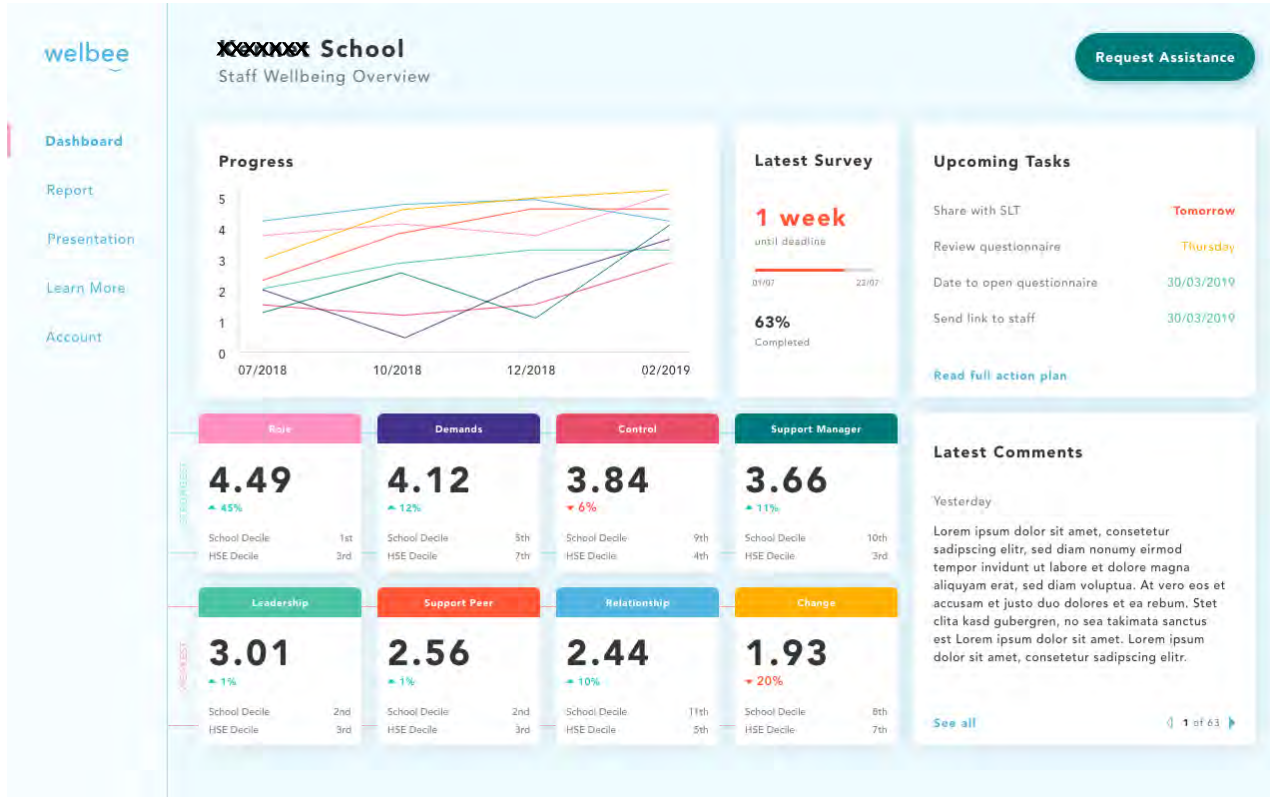 welbee
Dashboard
Report
Presentation
Learn More
Account
School
Staff Wellbeing Overview
Request Assistance
Progress
5
4
3
2
1
0
07/2018
10/2018
12/2018
02/2019
Latest Survey
1 week
until deadline
01/07
22/07
63%
Completed
Upcoming Tasks
Share with SLT Tomorrow
Review questionnaire Thursday
Date to open questionnaire 30/03/2019
Send link to staff 30/03/2019
Read full action plan
Role
4.49
45%
School Decile 1st
HSE Decile 3rd
Demands
4.12
12%
School Decile 5th
HSE Decile 7th
Control
3.84
6%
School Decile 9th
HSE Decile 4th
Support Manager
3.66
11%
School Decile 10th
HSE Decile 3rd
Leadership
3.01
1%
School Decile 2nd
HSE Decile 3rd
Support Peer
2.56
1%
School Decile 2nd
HSE Decile 3rd
Relationship
2.44
10%
School Decile 11th
HSE Decile 5th
Change
1.93
20%
School Decile 8th
HSE Decile 7th
Latest Comments
Yesterday
Lorem ipsum dolor sit amet, consetetur
sadipscing elitr, sed diam nonumy eirmod
tempor invidunt ut labore et dolore magna
aliquyam erat, sed diam voluptua. At vero eos et
accusam et justo duo dolores et ea rebum. Stet
clita kasd gubergren, no sea takimata sanctus
est Lorem ipsum dolor sit amet. Lorem ipsum
dolor sit amet, consetetur sadipscing elitr.
See all
1 of 63